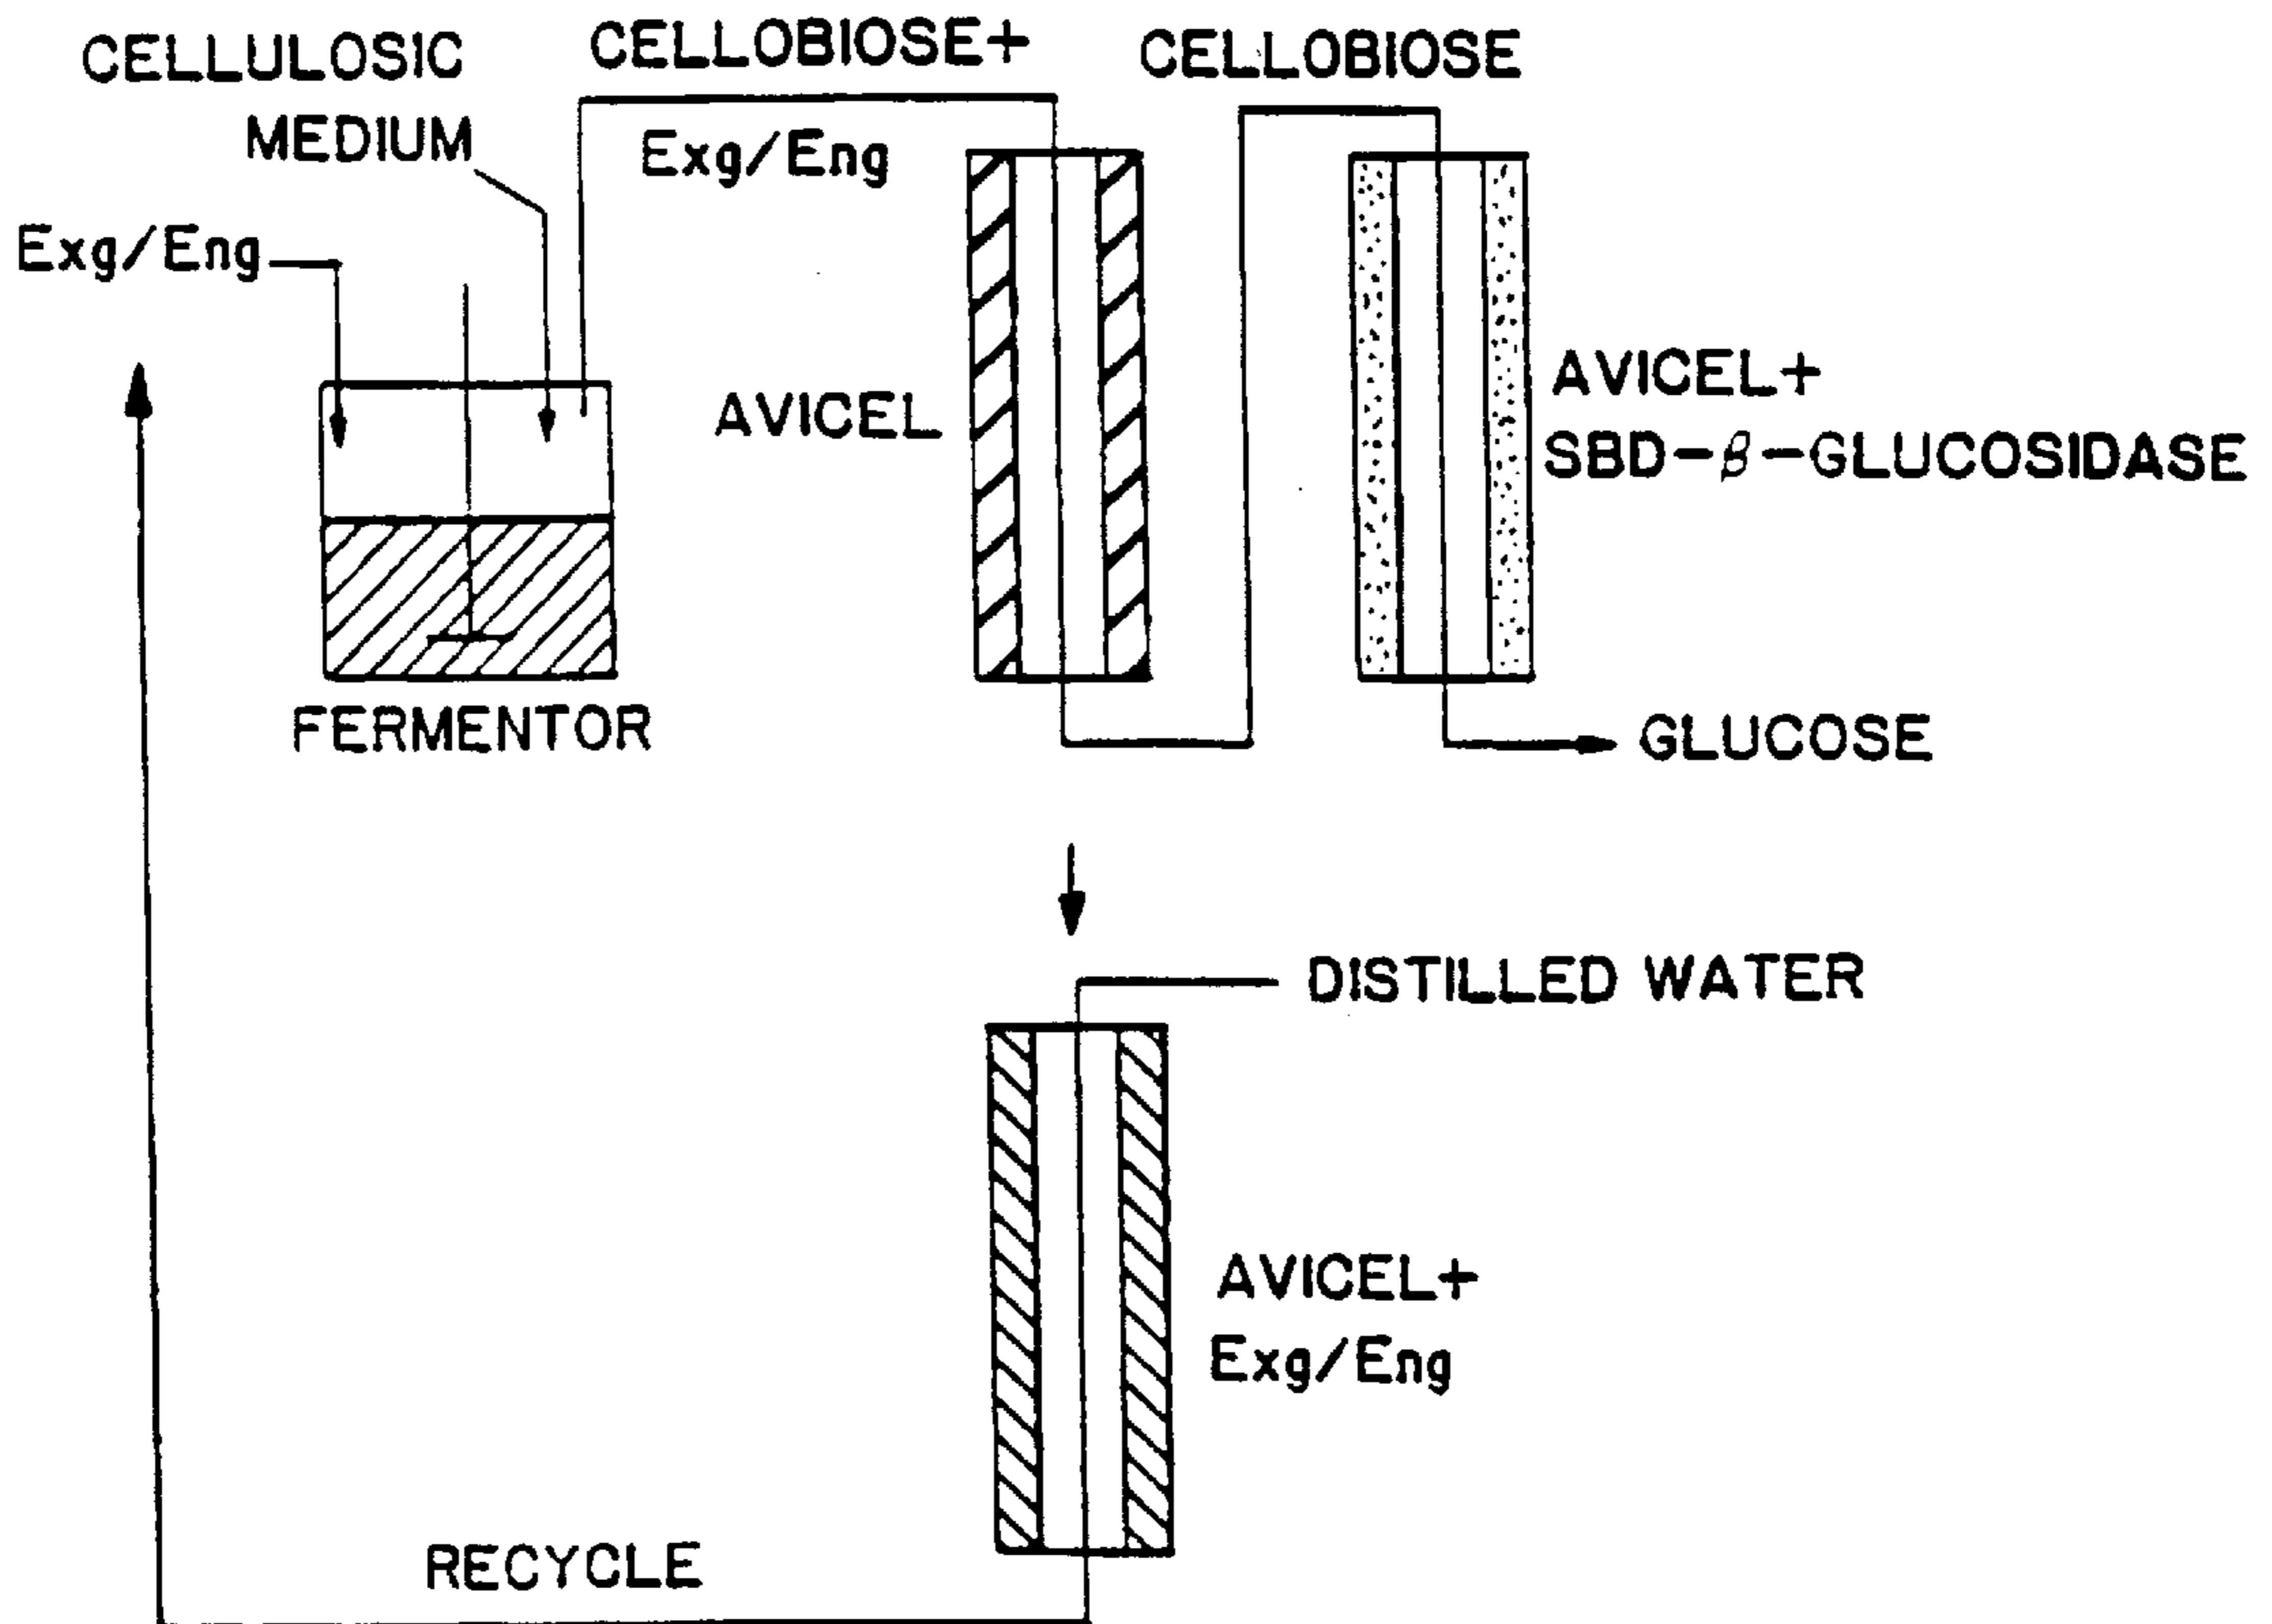 CELLULOSIC
MEDIUM
CELLOBIOSE+
Exg/Eng
CELLOBIOSE
Exg/Eng
AVICEL
AVICEL+
SBD-β-GLUCOSIDASE
FERMENTOR
GLUCOSE
DISTILLED WATER
AVICEL+
Exg/Eng
RECYCLE